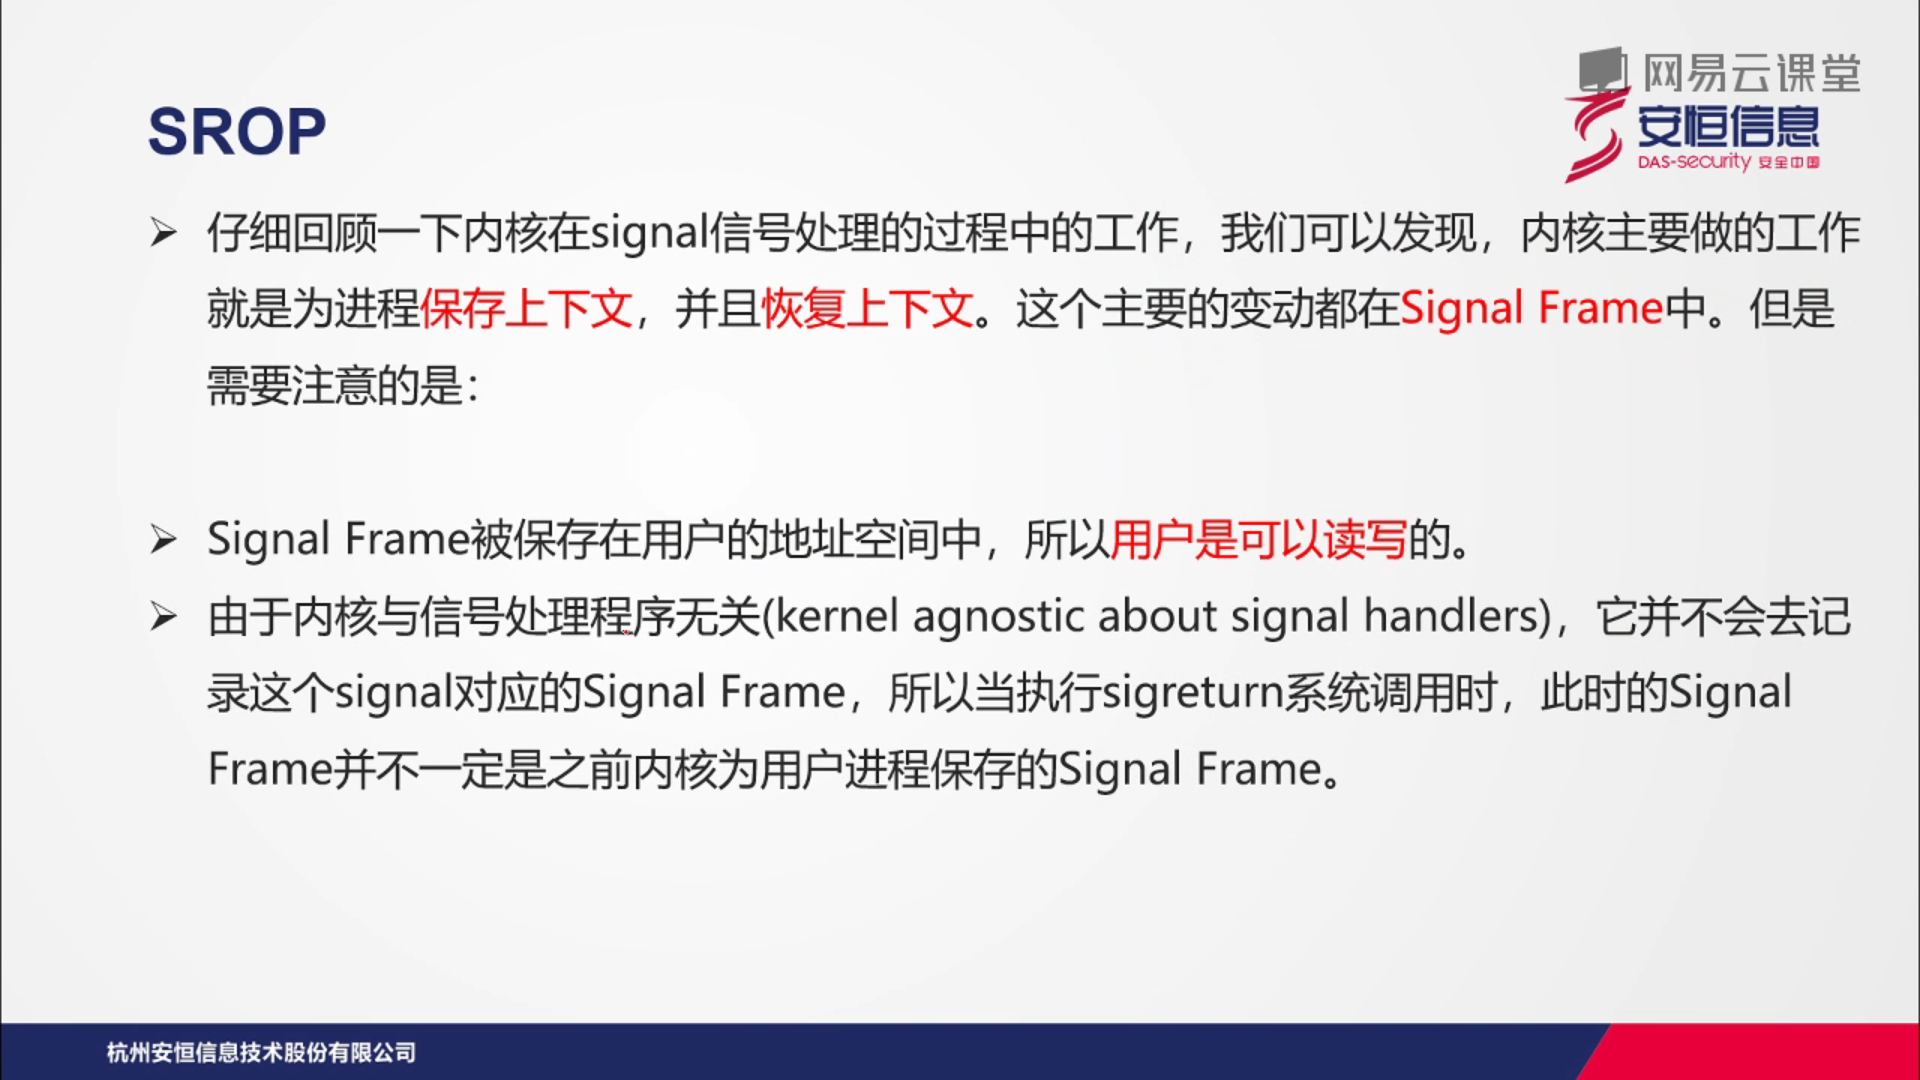 网易云课堂
安恒信息
DAS-security 安全中国
SROP
仔细回顾一下内核在signal信号处理的过程中的工作，我们可以发现，内核主要做的工作
就是为进程保存上下文，并且恢复上下文。这个主要的变动都在Signal Frame中。但是
需要注意的是：
Signal Frame被保存在用户的地址空间中，所以用户是可以读写的。
由于内核与信号处理程序无关(kernel agnostic about signal handlers)，它并不会去记
录这个signal对应的Signal Frame，所以当执行sigreturn系统调用时，此时的Signal
Frame并不一定是之前内核为用户进程保存的Signal Frame。
杭州安恒信息技术股份有限公司